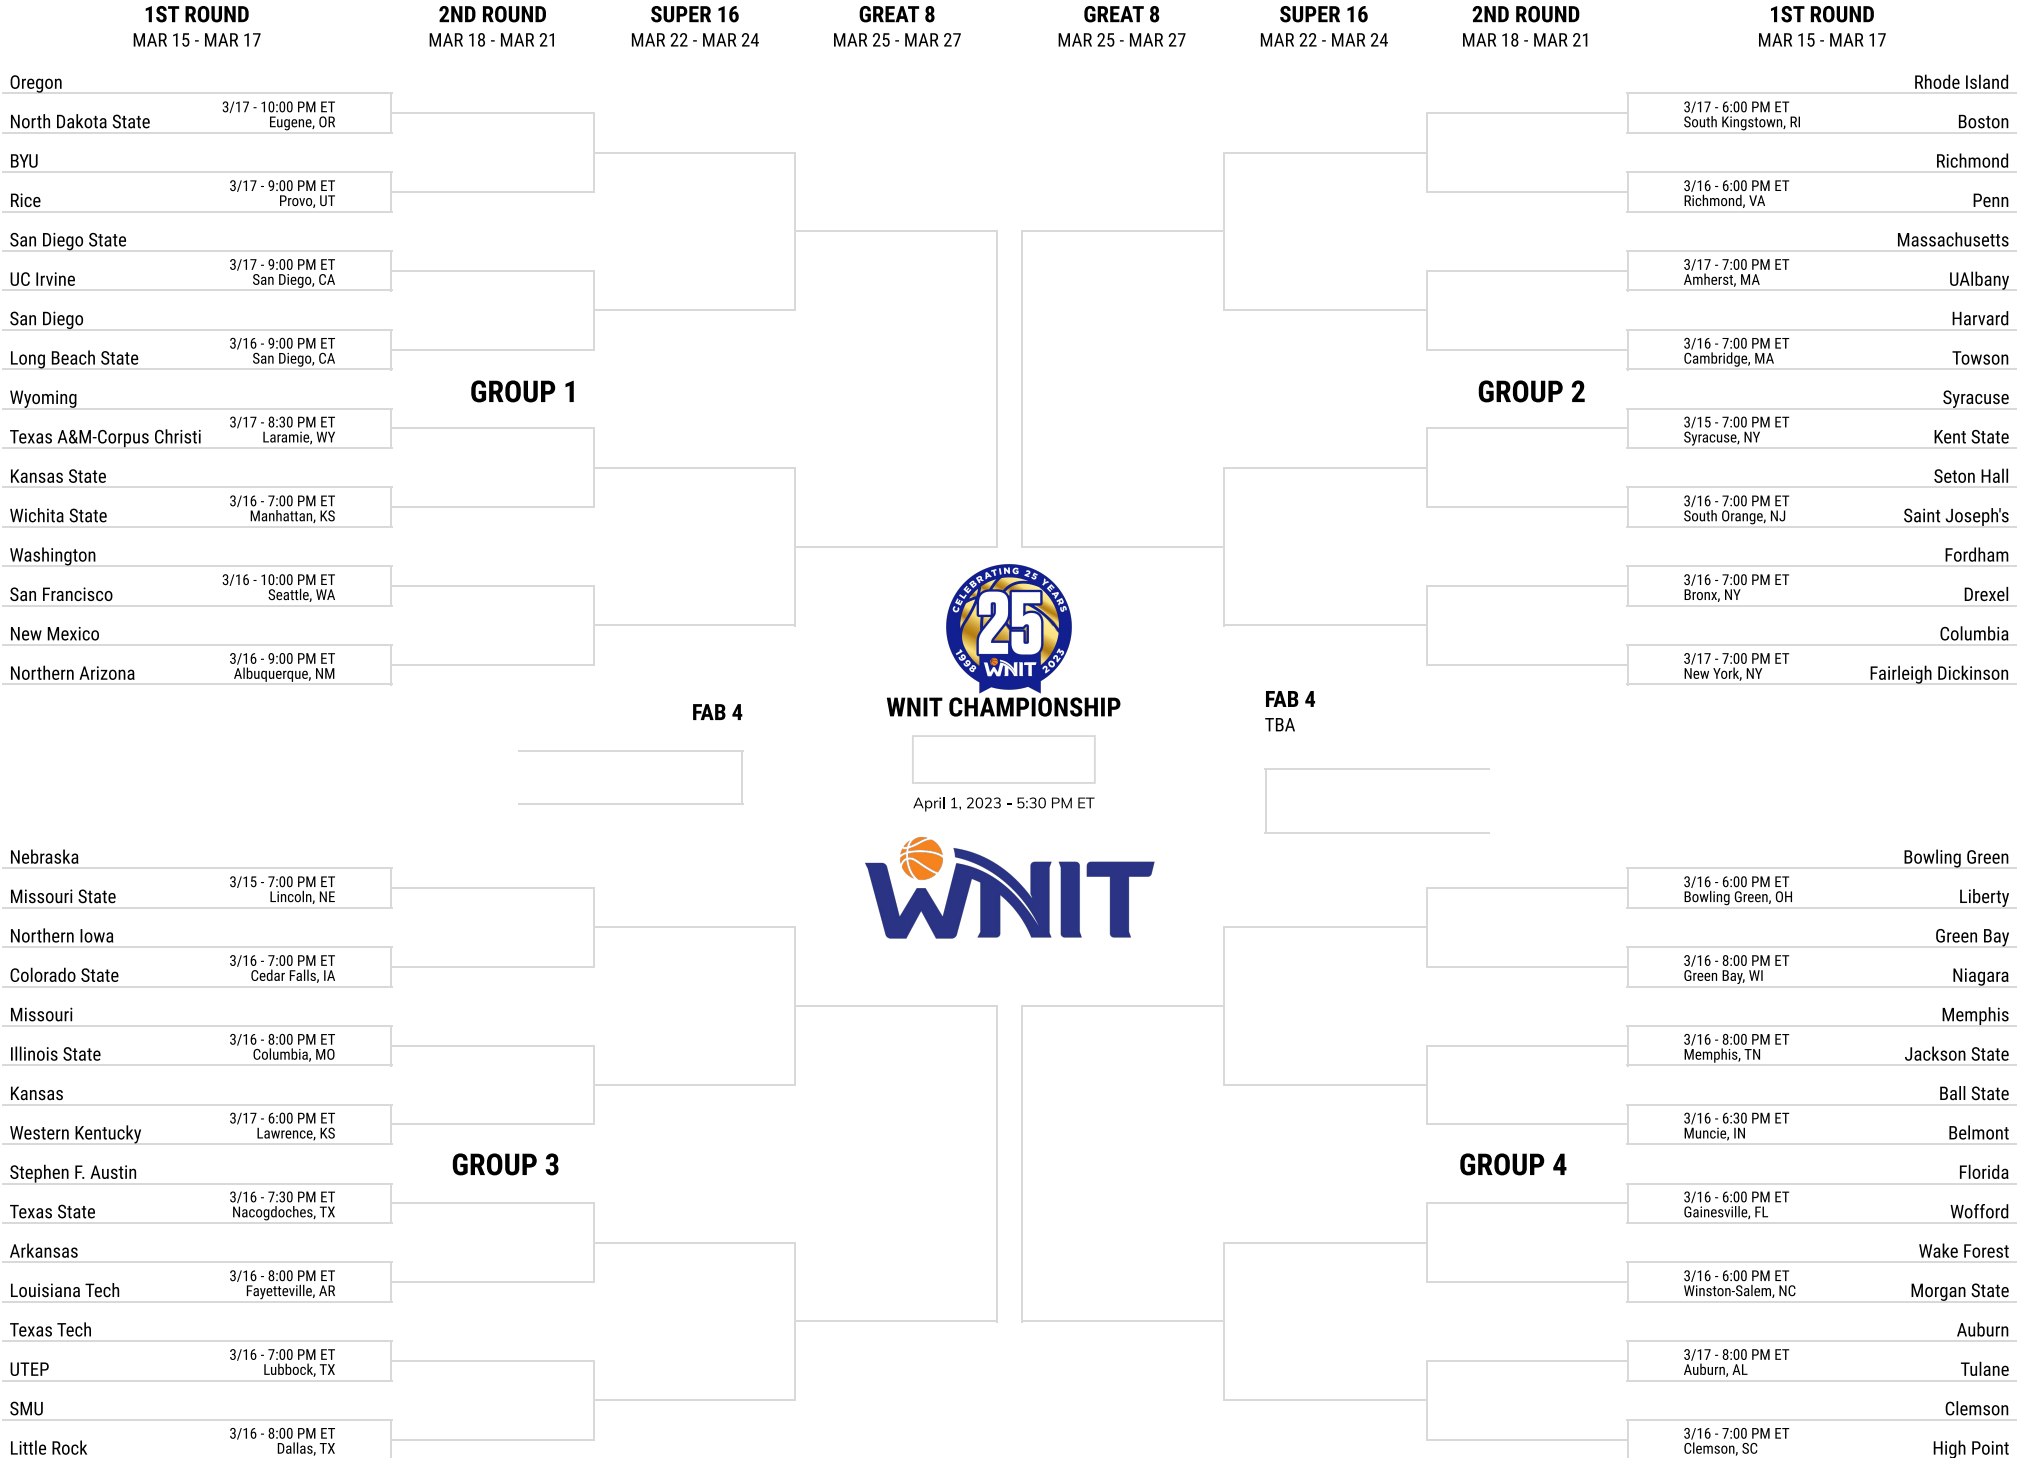 1ST ROUND
MAR 15 - MAR 17
2ND ROUND
MAR 18 - MAR 21
SUPER 16
MAR 22 - MAR 24
GREAT 8
MAR 25 - MAR 27
GREAT 8
MAR 25 - MAR 27
SUPER 16
MAR 22 - MAR 24
2ND ROUND
MAR 18 - MAR 21
1ST ROUND
MAR 15 - MAR 17
Oregon
3/17 - 10:00 PM ET
Eugene, OR
North Dakota State
BYU
3/17 - 9:00 PM ET
Provo, UT
Rice
San Diego State
3/17 - 9:00 PM ET
San Diego, CA
UC Irvine
San Diego
3/16 - 9:00 PM ET
San Diego, CA
Long Beach State
GROUP 1
Wyoming
3/17 - 8:30 PM ET
Laramie, WY
Texas A&M-Corpus Christi
Kansas State
3/16 - 7:00 PM ET
Manhattan, KS
Wichita State
Washington
3/16 - 10:00 PM ET
Seattle, WA
San Francisco
New Mexico
3/16 - 9:00 PM ET
Albuquerque, NM
Northern Arizona
Rhode Island
3/17 - 6:00 PM ET
South Kingstown, RI
Boston
Richmond
3/16 - 6:00 PM ET
Richmond, VA
Penn
Massachusetts
3/17 - 7:00 PM ET
Amherst, MA
UAlbany
Harvard
3/16 - 7:00 PM ET
Cambridge, MA
Towson
GROUP 2
Syracuse
3/15 - 7:00 PM ET
Syracuse, NY
Kent State
Seton Hall
3/16 - 7:00 PM ET
South Orange, NJ
Saint Joseph's
Fordham
3/16 - 7:00 PM ET
Bronx, NY
Drexel
Columbia
3/17 - 7:00 PM ET
New York, NY
Fairleigh Dickinson
CELEBRATING 25 YEARS
25
WNIT
1998
2023
FAB 4
WNIT CHAMPIONSHIP
April 1, 2023 - 5:30 PM ET
FAB 4
TBA
WNIT
Nebraska
3/15 - 7:00 PM ET
Lincoln, NE
Missouri State
Northern Iowa
3/16 - 7:00 PM ET
Cedar Falls, IA
Colorado State
Missouri
3/16 - 8:00 PM ET
Columbia, MO
Illinois State
Kansas
3/17 - 6:00 PM ET
Lawrence, KS
Western Kentucky
GROUP 3
Stephen F. Austin
3/16 - 7:30 PM ET
Nacogdoches, TX
Texas State
Arkansas
3/16 - 8:00 PM ET
Fayetteville, AR
Louisiana Tech
Texas Tech
3/16 - 7:00 PM ET
Lubbock, TX
UTEP
SMU
3/16 - 8:00 PM ET
Dallas, TX
Little Rock
Bowling Green
3/16 - 6:00 PM ET
Bowling Green, OH
Liberty
Green Bay
3/16 - 8:00 PM ET
Green Bay, WI
Niagara
Memphis
3/16 - 8:00 PM ET
Memphis, TN
Jackson State
Ball State
3/16 - 6:30 PM ET
Muncie, IN
Belmont
GROUP 4
Florida
3/16 - 6:00 PM ET
Gainesville, FL
Wofford
Wake Forest
3/16 - 6:00 PM ET
Winston-Salem, NC
Morgan State
Auburn
3/17 - 8:00 PM ET
Auburn, AL
Tulane
Clemson
3/16 - 7:00 PM ET
Clemson, SC
High Point